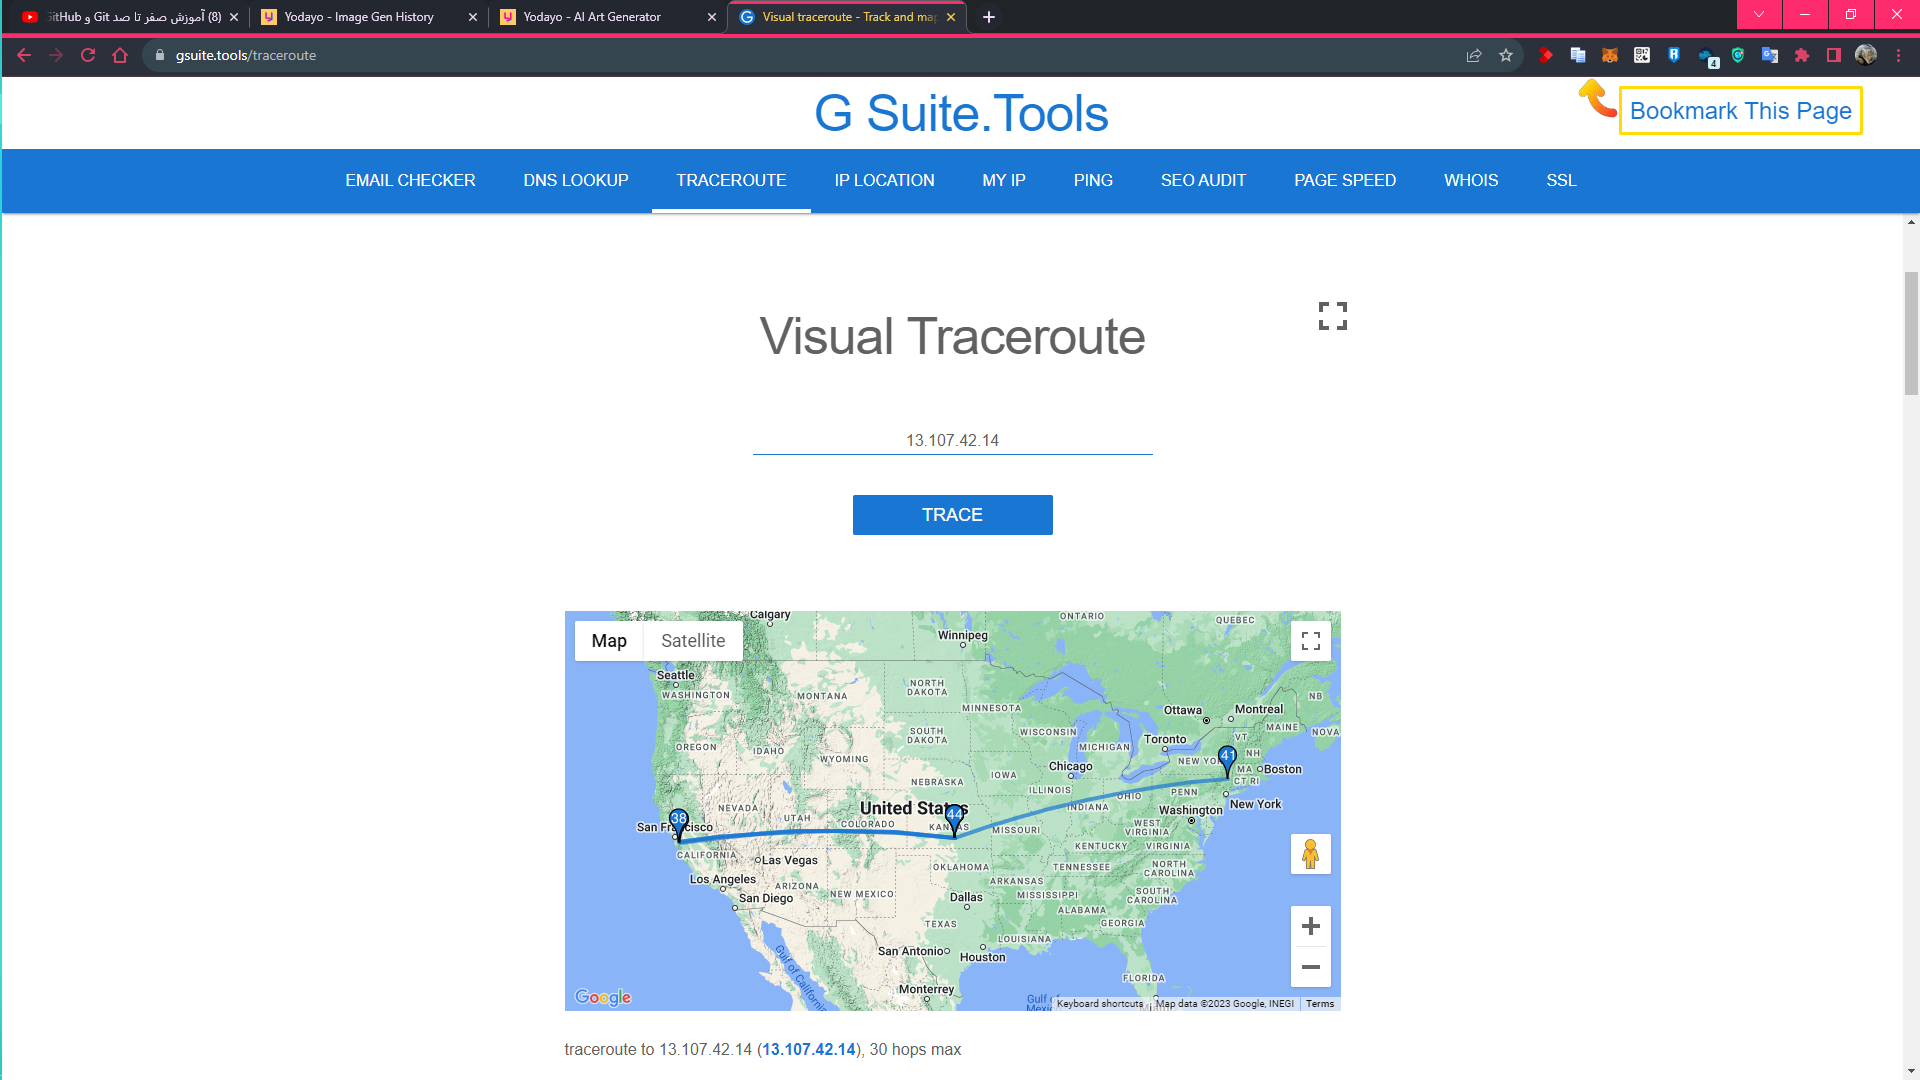 آموزش صفر تا صد Git و GitHub (8)
Yodayo - Image Gen History
Yodayo - AI Art Generator
Visual traceroute - Track and map
gsuite.tools/traceroute
4
G Suite.Tools
Bookmark This Page
EMAIL CHECKER
DNS LOOKUP
TRACEROUTE
IP LOCATION
MY IP
PING
SEO AUDIT
PAGE SPEED
WHOIS
SSL
Visual Traceroute
13.107.42.14
TRACE
Map
Satellite
Calgary
Winnipeg
ONTARIO
QUEBEC
Seattle
WASHINGTON
MONTANA
NORTH
DAKOTA
MINNESOTA
NB
Ottawa
Montreal
MAINE
NOVA
OREGON
IDAHO
SOUTH
DAKOTA
WISCONSIN
MICHIGAN
Toronto
VT
NH
41
WYOMING
NEW YO
MA
Boston
CT RI
Chicago
IOWA
NEBRASKA
ILLINOIS
OHIO
PENN
INDIANA
New York
NEVADA
UTAH
United States
COLORADO
KANSAS
44
MISSOURI
Washington
WEST
VIRGINIA
38
San Francisco
CALIFORNIA
Las Vegas
KENTUCKY
VIRGINIA
OKLAHOMA
TENNESSEE
NORTH
CAROLINA
Los Angeles
ARIZONA
NEW MEXICO
ARKANSAS
MISSISSIPPI
SOUTH
CAROLINA
San Diego
Dallas
ALABAMA
GEORGIA
TEXAS
LOUISIANA
San Antonio
Houston
Gulf of California
FLORIDA
Monterrey
Google
Gulf of
Keyboard shortcuts
Map data ©2023 Google, INEGI
Terms
traceroute to 13.107.42.14 (13.107.42.14), 30 hops max